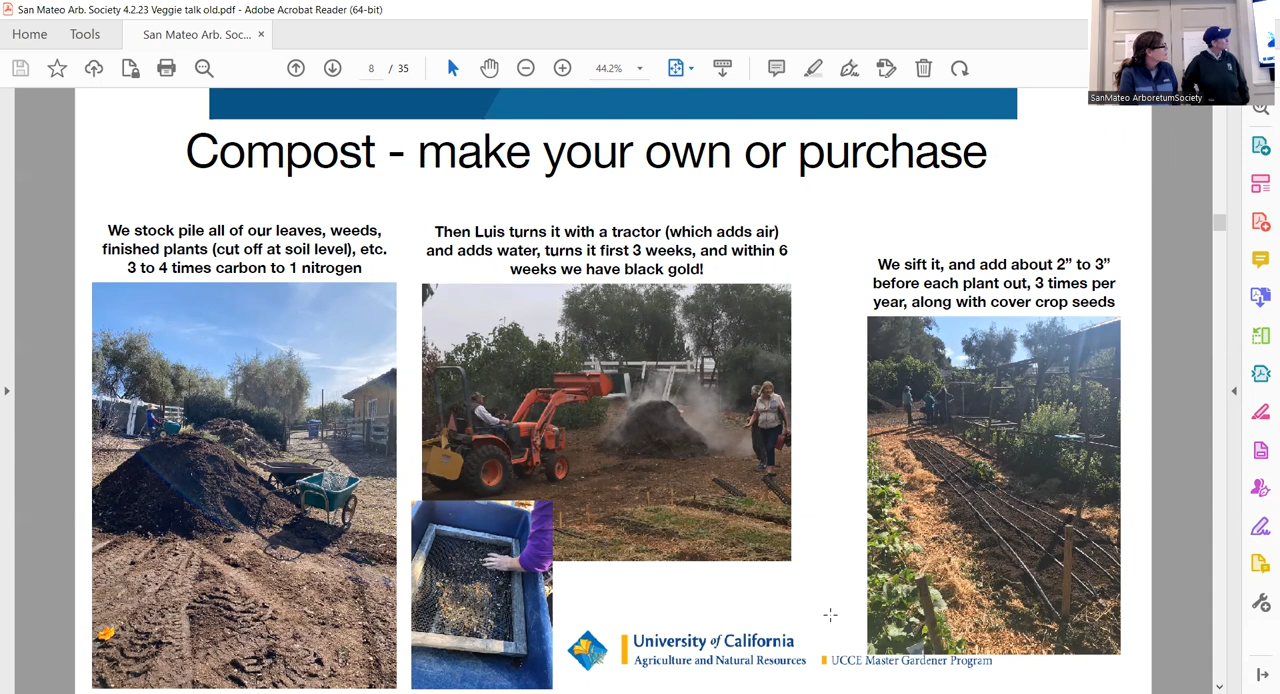 San Mateo Arb. Society 4.2.23 Veggie talk old.pdf - Adobe Acrobat Reader (64-bit)
Home
Tools
San Mateo Arb. Soc...
8 / 35
44.2%
SanMateo ArboretumSociety
Compost - make your own or purchase
We stock pile all of our leaves, weeds,
finished plants (cut off at soil level), etc.
3 to 4 times carbon to 1 nitrogen
Then Luis turns it with a tractor (which adds air)
and adds water, turns it first 3 weeks, and within 6
weeks we have black gold!
We sift it, and add about 2” to 3”
before each plant out, 3 times per
year, along with cover crop seeds
University of California
Agriculture and Natural Resources
UCCE Master Gardener Program